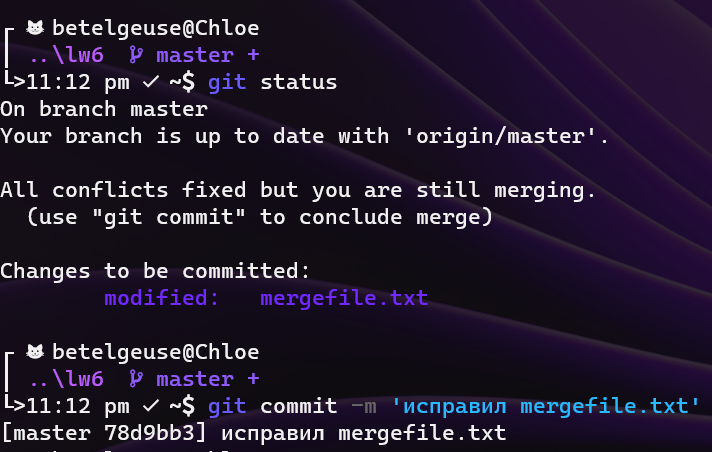 betelgeuse@Chloe
..\lw6 master +
11:12 pm ✓ ~$ git status
On branch master
Your branch is up to date with 'origin/master'.
All conflicts fixed but you are still merging.
(use "git commit" to conclude merge)
Changes to be committed:
modified: mergefile.txt
betelgeuse@Chloe
..\lw6 master +
11:12 pm ✓ ~$ git commit -m 'исправил mergefile.txt'
[master 78d9bb3] исправил mergefile.txt